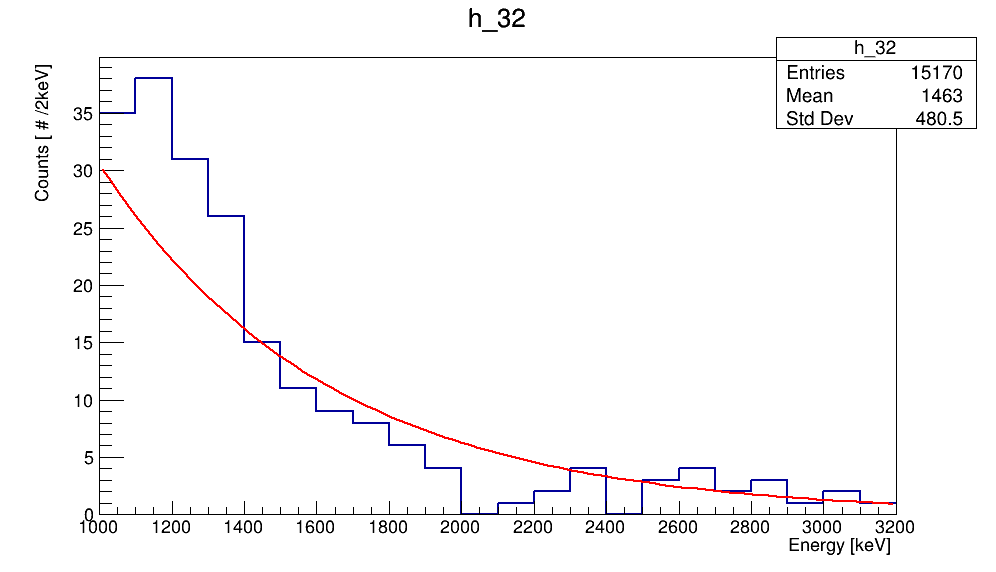 h_32
h_32
Entries 15170
Mean 1463
Std Dev 480.5
Counts [ # /2keV]
35
30
25
20
15
10
5
0
1000 1200 1400 1600 1800 2000 2200 2400 2600 2800 3000 3200
Energy [keV]